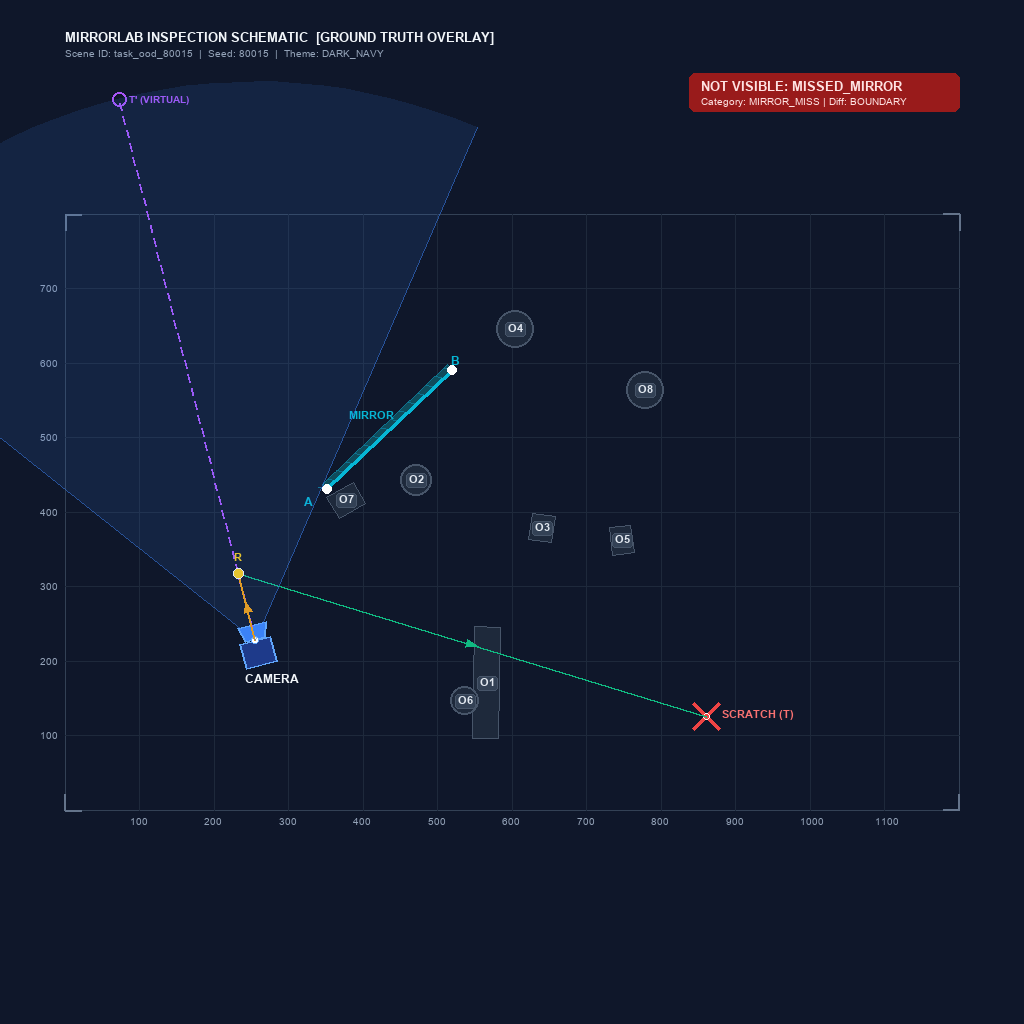 MIRRORLAB INSPECTION SCHEMATIC [GROUND TRUTH OVERLAY]
Scene ID: task_ood_80015 | Seed: 80015 | Theme: DARK_NAVY
NOT VISIBLE: MISSED_MIRROR
Category: MIRROR_MISS | Diff: BOUNDARY
T' (VIRTUAL)
700
O4
600
B
O8
MIRROR
500
O2
A
O7
400
O3
O5
R
300
200
CAMERA
O1
O6
SCRATCH (T)
100
100 200 300 400 500 600 700 800 900 1000 1100